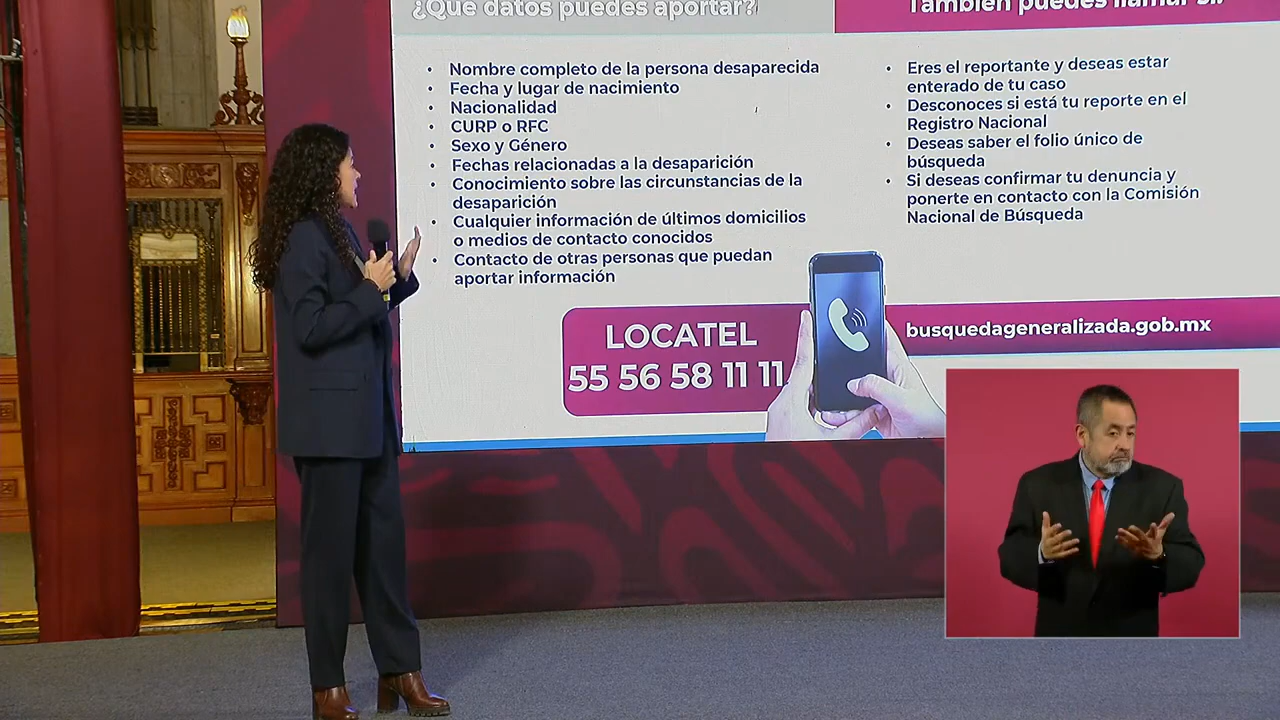 ¿Qué datos puedes aportar?
Nombre completo de la persona desaparecida
Fecha y lugar de nacimiento
Nacionalidad
CURP o RFC
Sexo y Género
Fechas relacionadas a la desaparición
Conocimiento sobre las circunstancias de la
desaparición
Cualquier información de últimos domicilios
o medios de contacto conocidos
Contacto de otras personas que puedan
aportar información
También puedes llamar si:
Eres el reportante y deseas estar
enterado de tu caso
Desconoces si está tu reporte en el
Registro Nacional
Deseas saber el folio único de
búsqueda
Si deseas confirmar tu denuncia y
ponerte en contacto con la Comisión
Nacional de Búsqueda
LOCATEL
55 56 58 11 11
busquedageneralizada.gob.mx